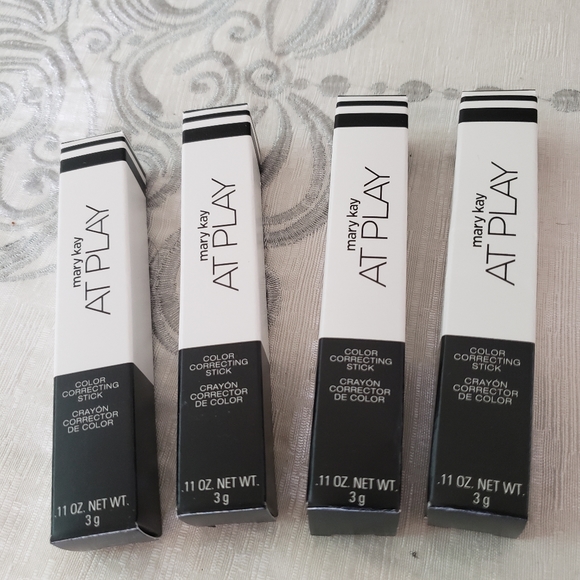 mary kay
AT PLAY
COLOR
CORRECTING
STICK
CRAYÓN
CORRECTOR
DE COLOR
.11 OZ. NET WT.
3 g
mary kay
AT PLAY
COLOR
CORRECTING
STICK
CRAYÓN
CORRECTOR
DE COLOR
.11 OZ. NET WT.
3 g
mary kay
AT PLAY
COLOR
CORRECTING
STICK
CRAYÓN
CORRECTOR
DE COLOR
.11 OZ. NET WT.
3 g
mary kay
AT PLAY
COLOR
CORRECTING
STICK
CRAYÓN
CORRECTOR
DE COLOR
.11 OZ. NET WT.
3 g